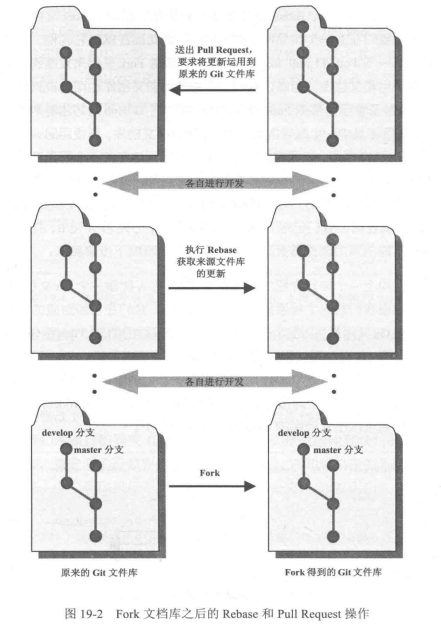 送出 Pull Request，
要求将更新运用到
原来的 Git 文件库
各自进行开发
执行 Rebase
获取来源文件库
的更新
各自进行开发
develop 分支
master 分支
Fork
develop 分支
master 分支
原来的 Git 文件库
Fork 得到的 Git 文件库
图 19-2 Fork 文档库之后的 Rebase 和 Pull Request 操作